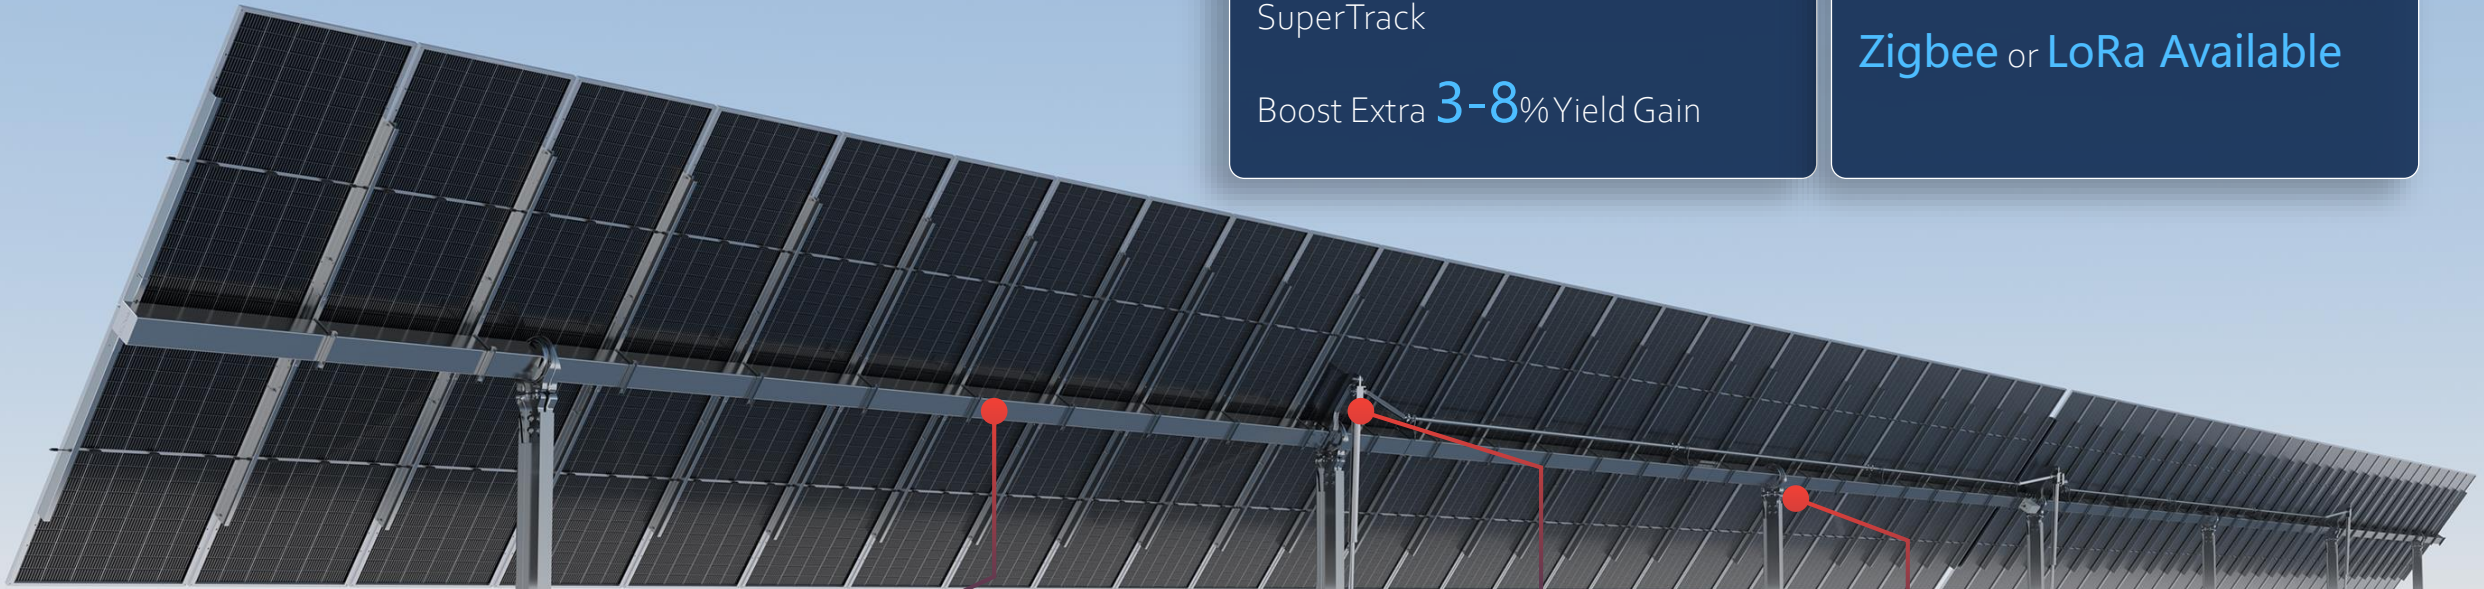 SuperTrack
Boost Extra 3-8% Yield Gain
Zigbee or LoRa Available